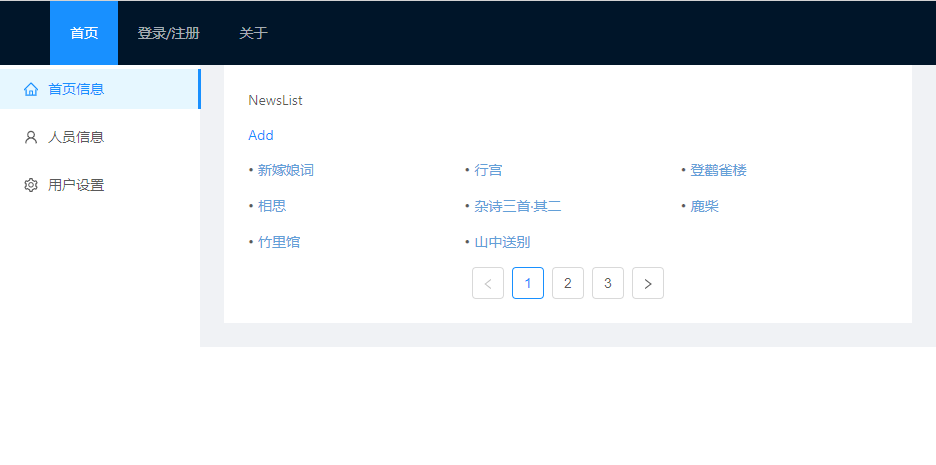 首页 登录/注册 关于
首页信息
人员信息
用户设置
NewsList
Add
• 新嫁娘词 • 行宫 • 登鹳雀楼
• 相思 • 杂诗三首·其二 • 鹿柴
• 竹里馆 • 山中送别
< 1 2 3 >